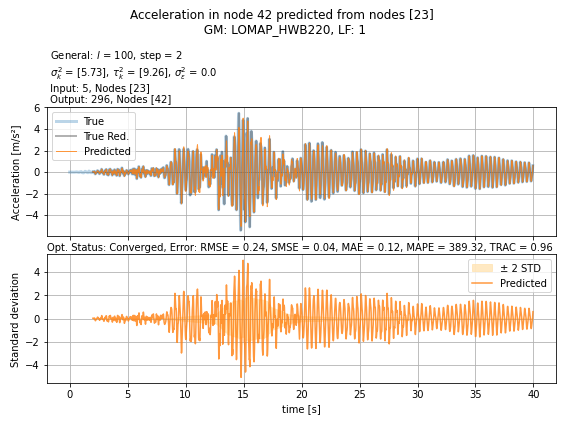 Acceleration in node 42 predicted from nodes [23]
GM: LOMAP_HWB220, LF: 1
General: l = 100, step = 2
σ²ₖ = [5.73], τ²ₖ = [9.26], σ²ε = 0.0
Input: 5, Nodes [23]
Output: 296, Nodes [42]
Acceleration [m/s²]
6
4
2
0
−2
−4
True
True Red.
Predicted
Opt. Status: Converged, Error: RMSE = 0.24, SMSE = 0.04, MAE = 0.12, MAPE = 389.32, TRAC = 0.96
Standard deviation
4
2
0
−2
−4
± 2 STD
Predicted
0 5 10 15 20 25 30 35 40
time [s]